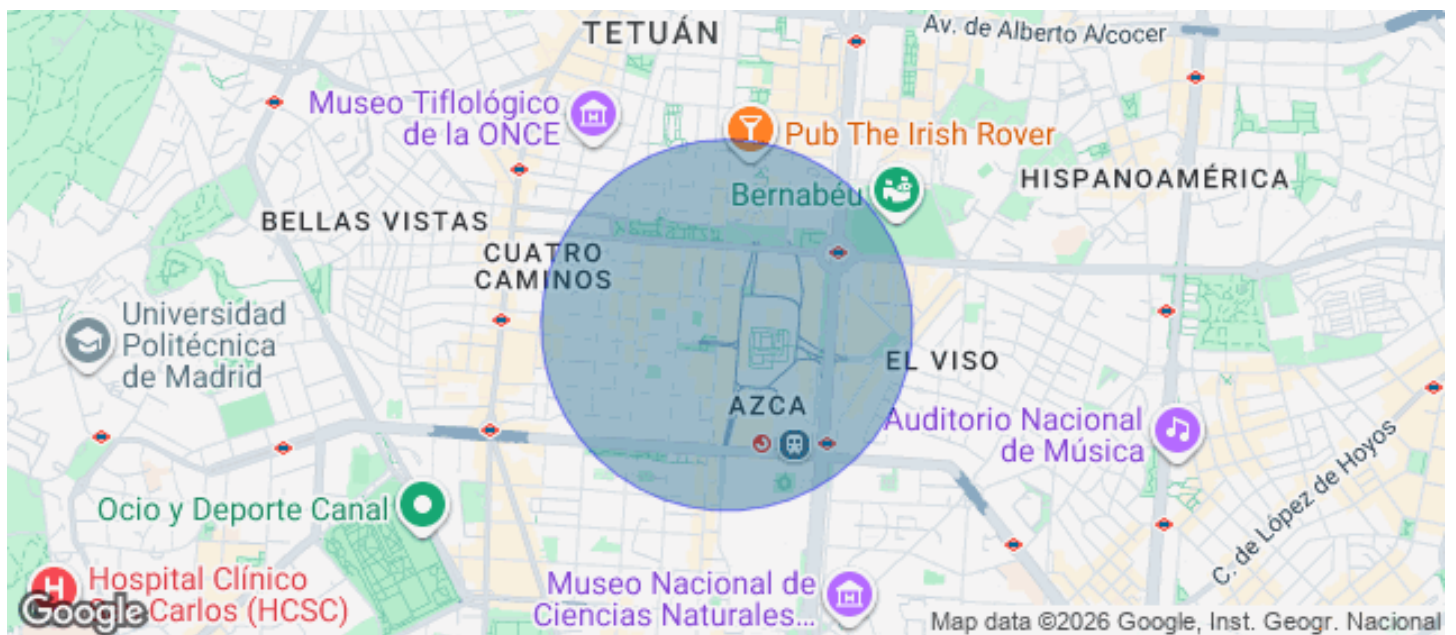 TETUÁN
Av. de Alberto Alcocer
Museo Tiflológico
de la ONCE
Pub The Irish Rover
Bernabéu
HISPANOAMÉRICA
BELLAS VISTAS
CUATRO
CAMINOS
Universidad
Politécnica
de Madrid
EL VISO
AZCA
Auditorio Nacional
de Música
C. de López de Hoyos
Ocio y Deporte Canal
H
Hospital Clínico
Carlos (HCSC)
Museo Nacional de
Ciencias Naturales...
Google
Map data ©2026 Google, Inst. Geogr. Nacional